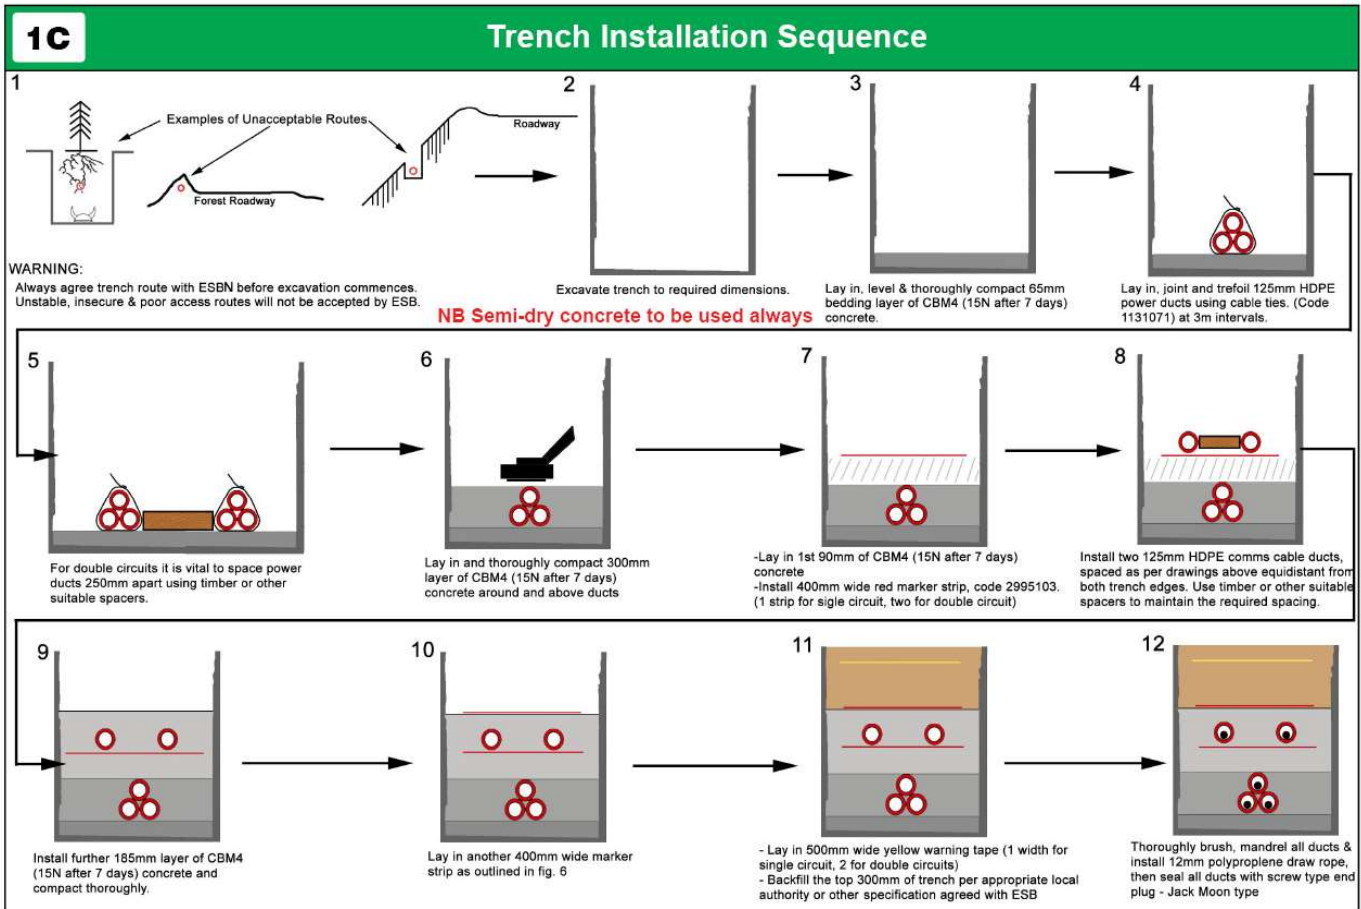 1C
Trench Installation Sequence
1
Examples of Unacceptable Routes
Forest Roadway
Roadway
WARNING:
Always agree trench route with ESBN before excavation commences.
Unstable, insecure & poor access routes will not be accepted by ESB.
2
Excavate trench to required dimensions.
NB Semi-dry concrete to be used always
3
Lay in, level & thoroughly compact 65mm
bedding layer of CBM4 (15N after 7 days)
concrete.
4
Lay in, joint and trefoil 125mm HDPE
power ducts using cable ties. (Code
1131071) at 3m intervals.
5
For double circuits it is vital to space power
ducts 250mm apart using timber or other
suitable spacers.
6
Lay in and thoroughly compact 300mm
layer of CBM4 (15N after 7 days)
concrete around and above ducts
7
-Lay in 1st 90mm of CBM4 (15N after 7 days)
concrete
-Install 400mm wide red marker strip, code 2995103.
(1 strip for sigle circuit, two for double circuit)
8
Install two 125mm HDPE comms cable ducts,
spaced as per drawings above equidistant from
both trench edges. Use timber or other suitable
spacers to maintain the required spacing.
9
Install further 185mm layer of CBM4
(15N after 7 days) concrete and
compact thoroughly.
10
Lay in another 400mm wide marker
strip as outlined in fig. 6
11
- Lay in 500mm wide yellow warning tape (1 width for
single circuit, 2 for double circuits)
- Backfill the top 300mm of trench per appropriate local
authority or other specification agreed with ESB
12
Thoroughly brush, mandrel all ducts &
install 12mm polyproplene draw rope,
then seal all ducts with screw type end
plug - Jack Moon type